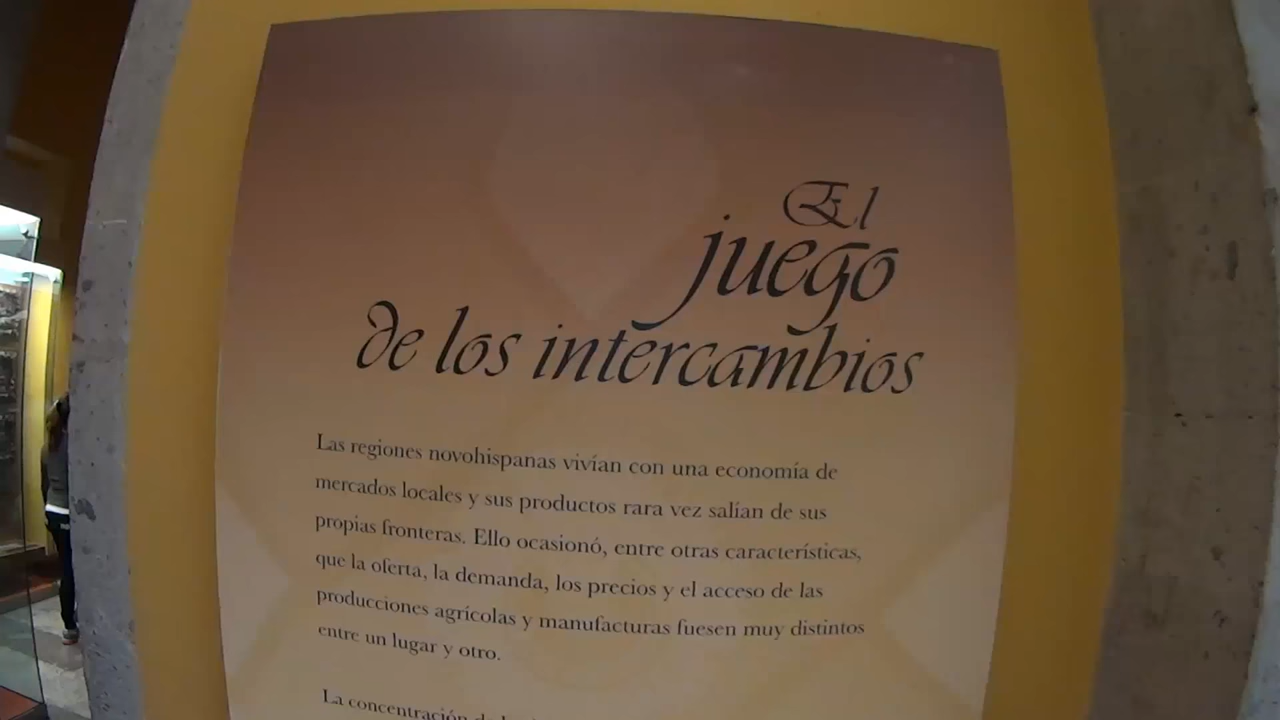 El
juego
de los intercambios
Las regiones novohispanas vivían con una economía de
mercados locales y sus productos rara vez salían de sus
propias fronteras. Ello ocasionó, entre otras características,
que la oferta, la demanda, los precios y el acceso de las
producciones agrícolas y manufacturas fuesen muy distintos
entre un lugar y otro.
La concentración